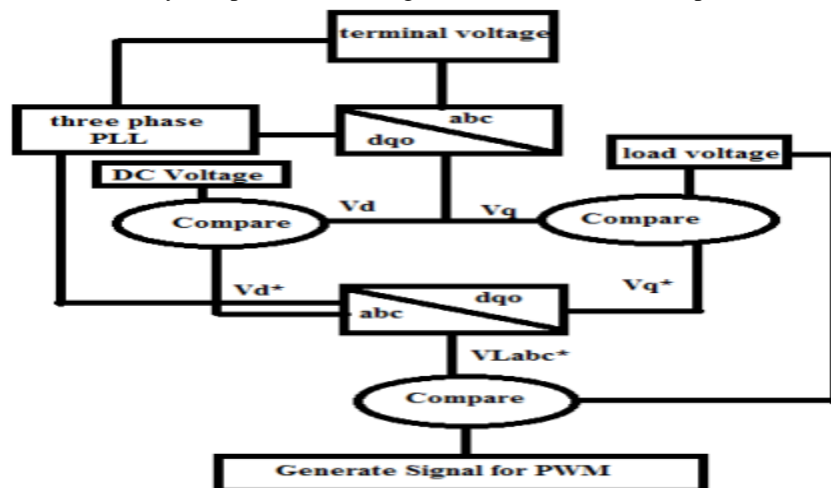 terminal voltage
three phase
PLL
abc
dqo
load voltage
DC Voltage
Vd
Vq
Compare
Compare
Vd*
dqo
Vq*
abc
VLabc*
Compare
Generate Signal for PWM